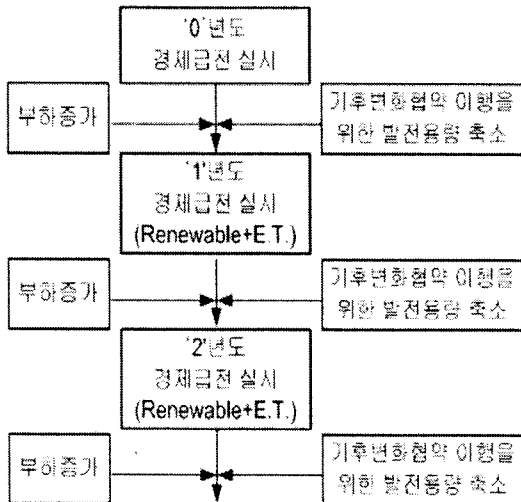 '0'년도
경제급전 실시
부하증가
기후변화협약 이행을
위한 발전용량 축소
'1'년도
경제급전 실시
(Renewable+E.T.)
부하증가
기후변화협약 이행을
위한 발전용량 축소
'2'년도
경제급전 실시
(Renewable+E.T.)
부하증가
기후변화협약 이행을
위한 발전용량 축소